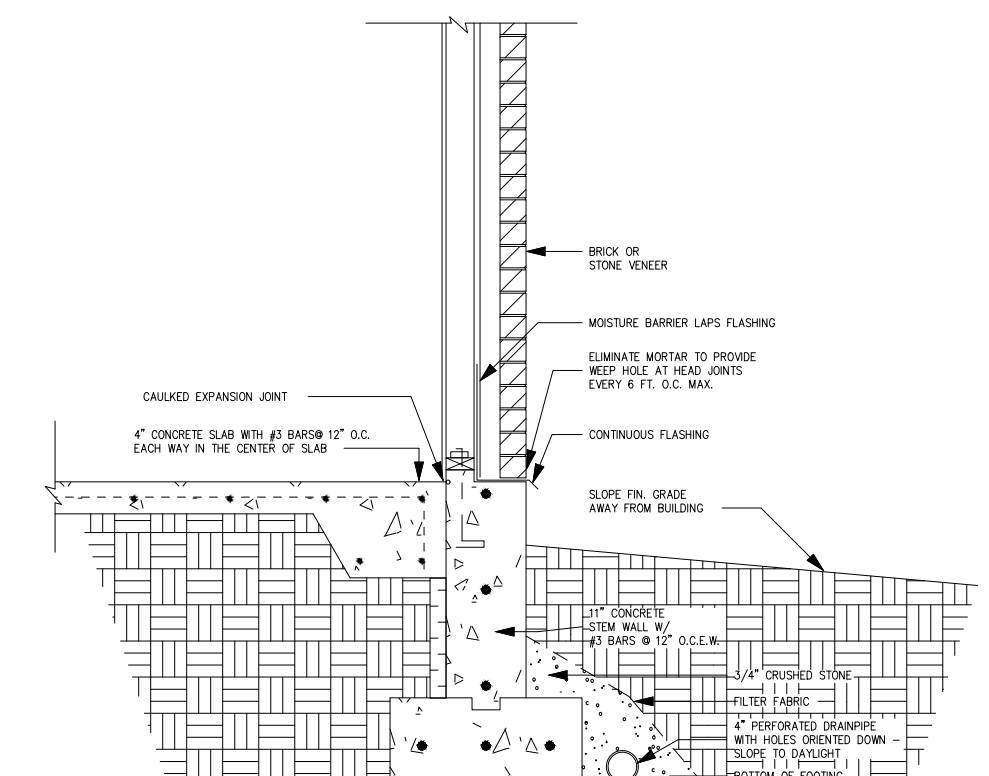 BRICK OR
STONE VENEER
MOISTURE BARRIER LAPS FLASHING
ELIMINATE MORTAR TO PROVIDE
WEEP HOLE AT HEAD JOINTS
EVERY 6 FT. O.C. MAX.
CAULKED EXPANSION JOINT
4" CONCRETE SLAB WITH #3 BARS@ 12" O.C.
EACH WAY IN THE CENTER OF SLAB
CONTINUOUS FLASHING
SLOPE FIN. GRADE
AWAY FROM BUILDING
11" CONCRETE
STEM WALL W/
#3 BARS @ 12" O.C.E.W.
3/4" CRUSHED STONE
FILTER FABRIC
4" PERFORATED DRAINPIPE
WITH HOLES ORIENTED DOWN -
SLOPE TO DAYLIGHT
BOTTOM OF FOOTING